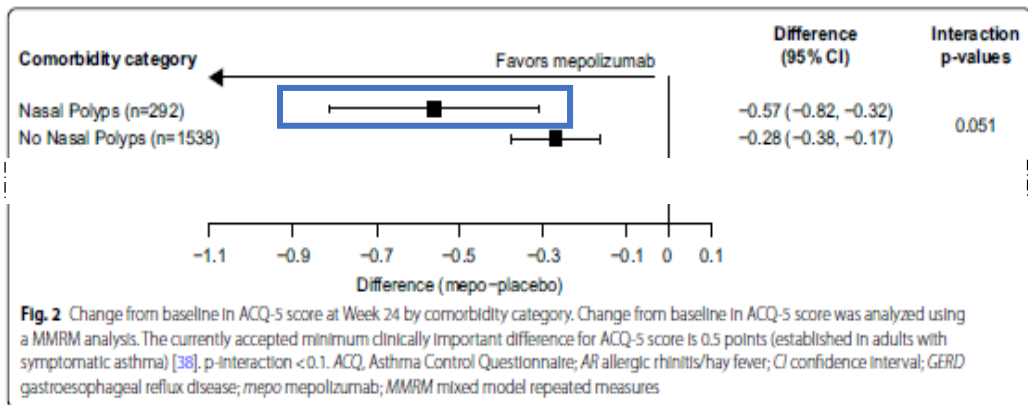 Comorbidity category
Favors mepolizumab
Difference (95% CI)
Interaction p-values
Nasal Polyps (n=292) −0.57 (−0.82, −0.32)
No Nasal Polyps (n=1538) −0.28 (−0.38, −0.17)
0.051
−1.1 −0.9 −0.7 −0.5 −0.3 −0.1 0 0.1
Difference (mepo−placebo)
Fig. 2 Change from baseline in ACQ-5 score at Week 24 by comorbidity category. Change from baseline in ACQ-5 score was analyzed using
a MMRM analysis. The currently accepted minimum clinically important difference for ACQ-5 score is 0.5 points (established in adults with
symptomatic asthma) [38]. p-interaction <0.1. ACQ, Asthma Control Questionnaire; AR allergic rhinitis/hay fever; CI confidence interval; GERD
gastroesophageal reflux disease; mepo mepolizumab; MMRM mixed model repeated measures